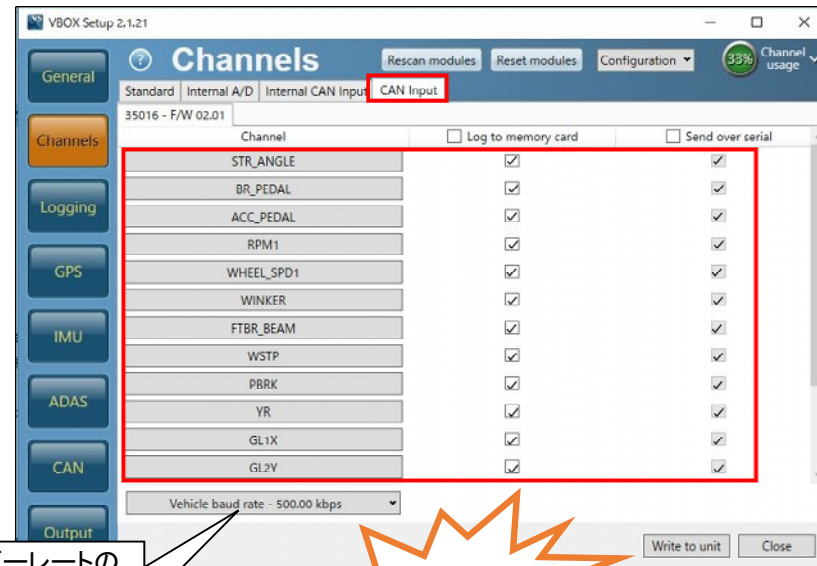 VBOX Setup 2.1.21
General
Channels
Logging
GPS
IMU
ADAS
CAN
Output
Channels
Rescan modules
Reset modules
Configuration
33%
Channel usage
Standard
Internal A/D
Internal CAN Input
CAN Input
35016 - F/W 02.01
Channel
Log to memory card
Send over serial
STR_ANGLE
BR_PEDAL
ACC_PEDAL
RPM1
WHEEL_SPD1
WINKER
FTBR_BEAM
WSTP
PBRK
YR
GL1X
GL2Y
Vehicle baud rate - 500.00 kbps
ーレートの
Write to unit
Close